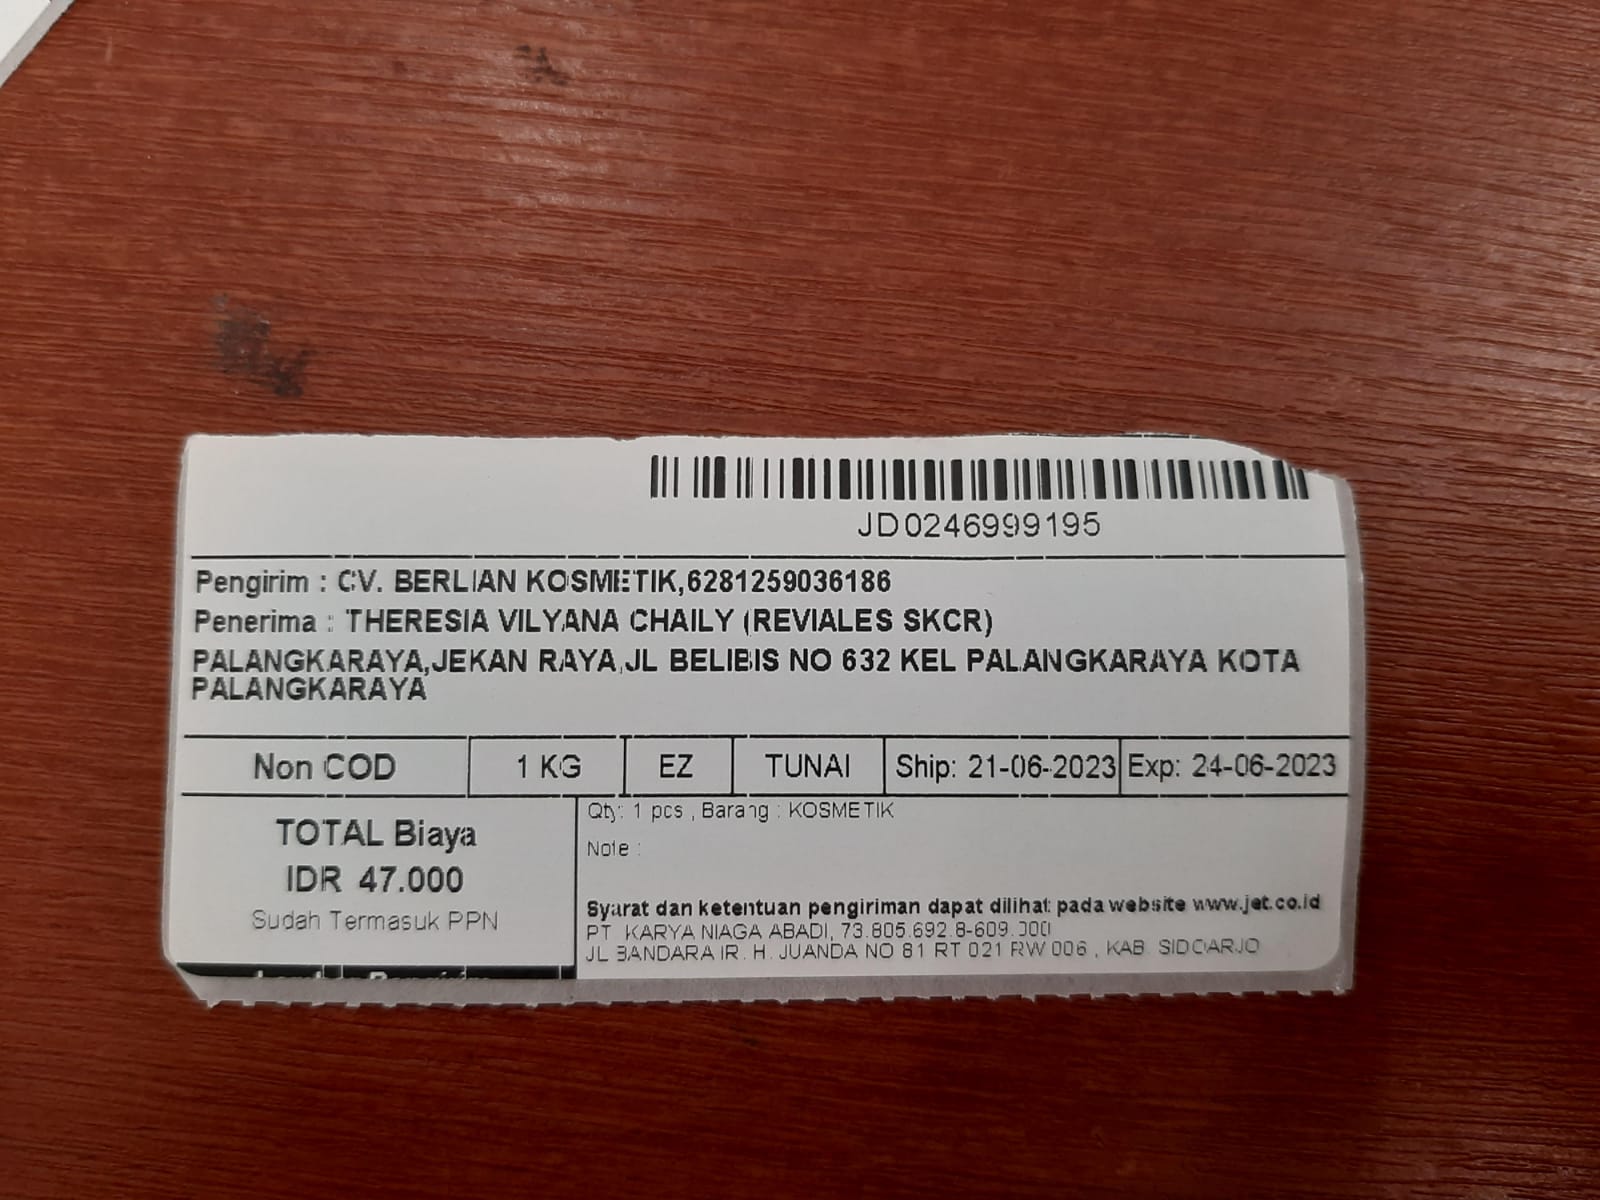 JD0246999195
Pengirim : CV. BERLIAN KOSMETIK,6281259036186
Penerima : THERESIA VILYANA CHAILY (REVIALES SKCR)
PALANGKARAYA,JEKAN RAYA,JL BELIBIS NO 632 KEL PALANGKARAYA KOTA
PALANGKARAYA
Non COD 1 KG EZ TUNAI Ship: 21-06-2023 Exp: 24-06-2023
TOTAL Biaya
IDR 47.000
Sudah Termasuk PPN
Qty: 1 pcs , Barang : KOSMETIK
Note :
Syarat dan ketentuan pengiriman dapat dilihat pada website www.jet.co.id
PT. KARYA NIAGA ABADI, 73.805.692.8-609.000
JL BANDARA IR. H. JUANDA NO 81 RT 021 RW 006 , KAB. SIDOARJO